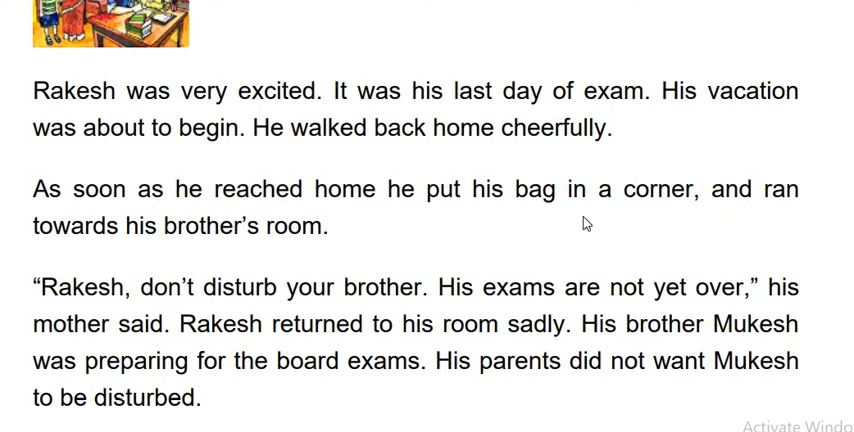 Rakesh was very excited. It was his last day of exam. His vacation
was about to begin. He walked back home cheerfully.
As soon as he reached home he put his bag in a corner, and ran
towards his brother’s room.
“Rakesh, don’t disturb your brother. His exams are not yet over,” his
mother said. Rakesh returned to his room sadly. His brother Mukesh
was preparing for the board exams. His parents did not want Mukesh
to be disturbed.
Activate Windo